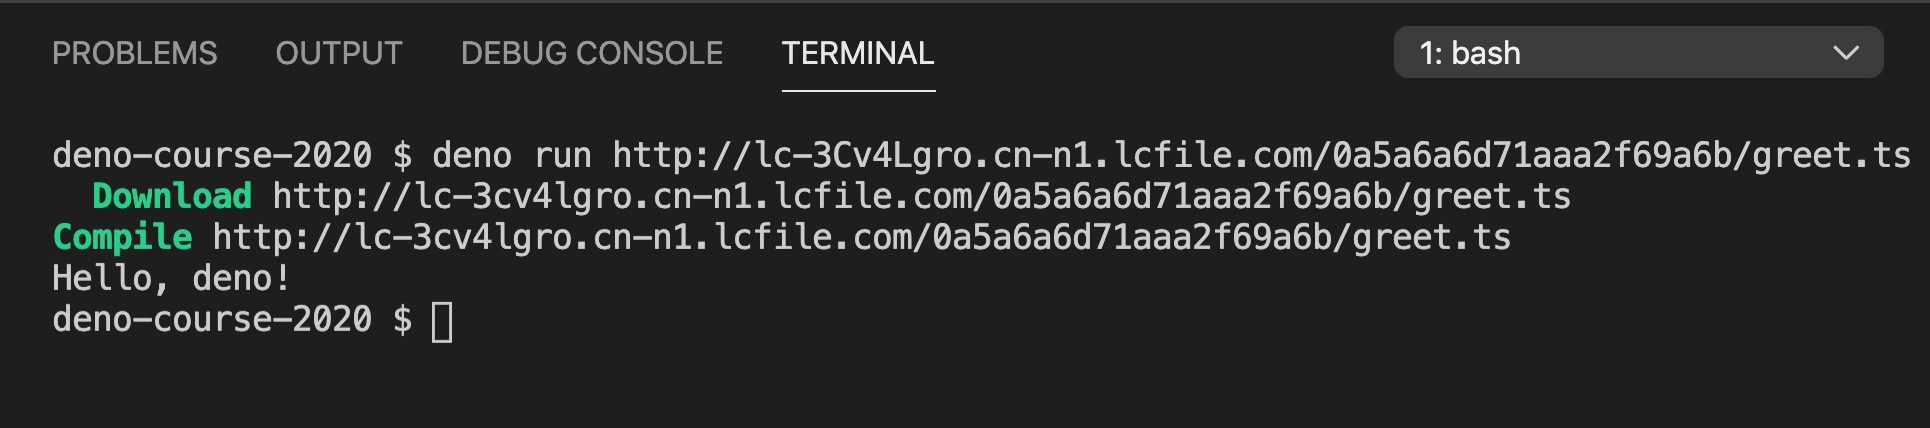 PROBLEMS OUTPUT DEBUG CONSOLE TERMINAL 1: bash
deno-course-2020 $ deno run http://lc-3Cv4Lgro.cn-n1.lcfile.com/0a5a6a6d71aaa2f69a6b/greet.ts
Download http://lc-3cv4lgro.cn-n1.lcfile.com/0a5a6a6d71aaa2f69a6b/greet.ts
Compile http://lc-3cv4lgro.cn-n1.lcfile.com/0a5a6a6d71aaa2f69a6b/greet.ts
Hello, deno!
deno-course-2020 $